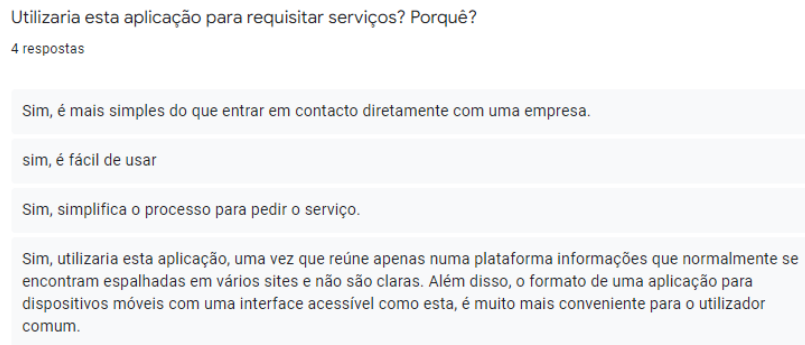 Utilizaria esta aplicação para requisitar serviços? Porquê?
4 respostas
Sim, é mais simples do que entrar em contacto diretamente com uma empresa.
sim, é fácil de usar
Sim, simplifica o processo para pedir o serviço.
Sim, utilizaria esta aplicação, uma vez que reúne apenas numa plataforma informações que normalmente se
encontram espalhadas em vários sites e não são claras. Além disso, o formato de uma aplicação para
dispositivos móveis com uma interface acessível como esta, é muito mais conveniente para o utilizador
comum.